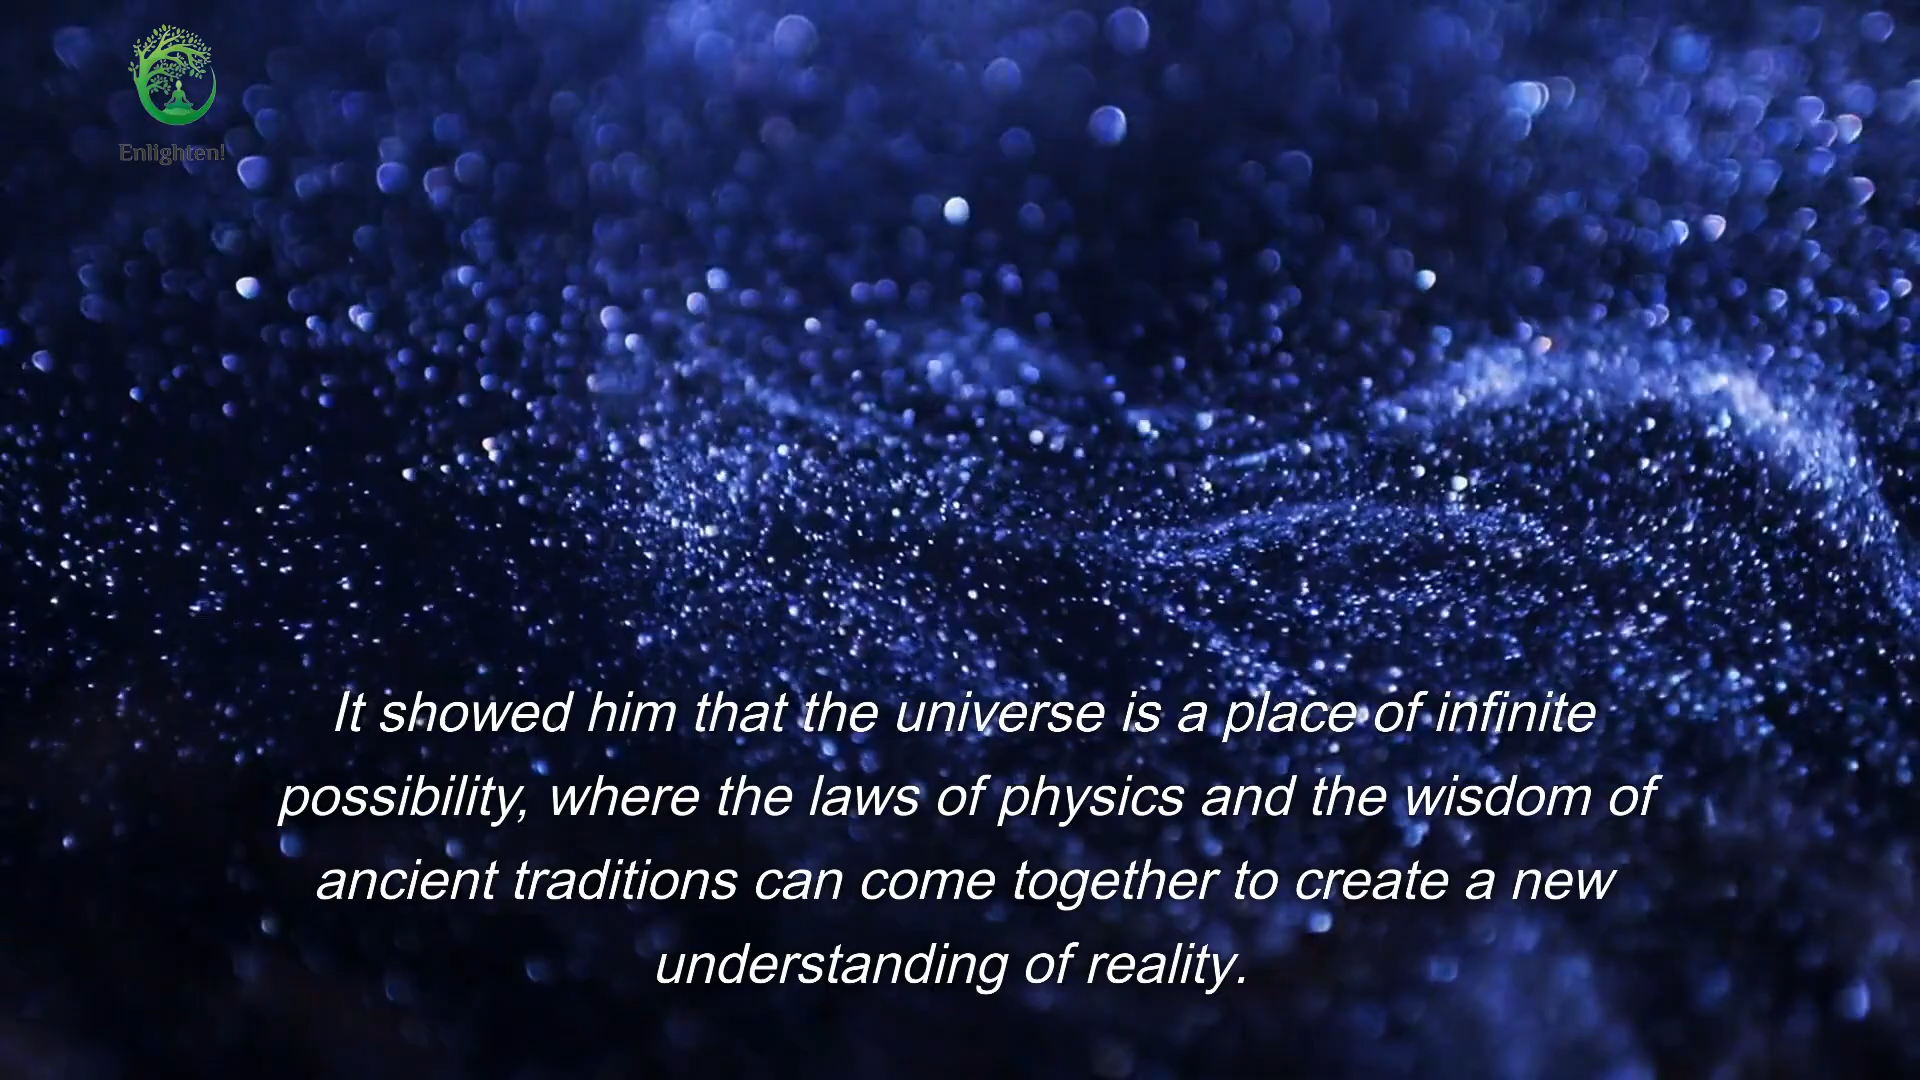 Enlighten!
It showed him that the universe is a place of infinite
possibility, where the laws of physics and the wisdom of
ancient traditions can come together to create a new
understanding of reality.